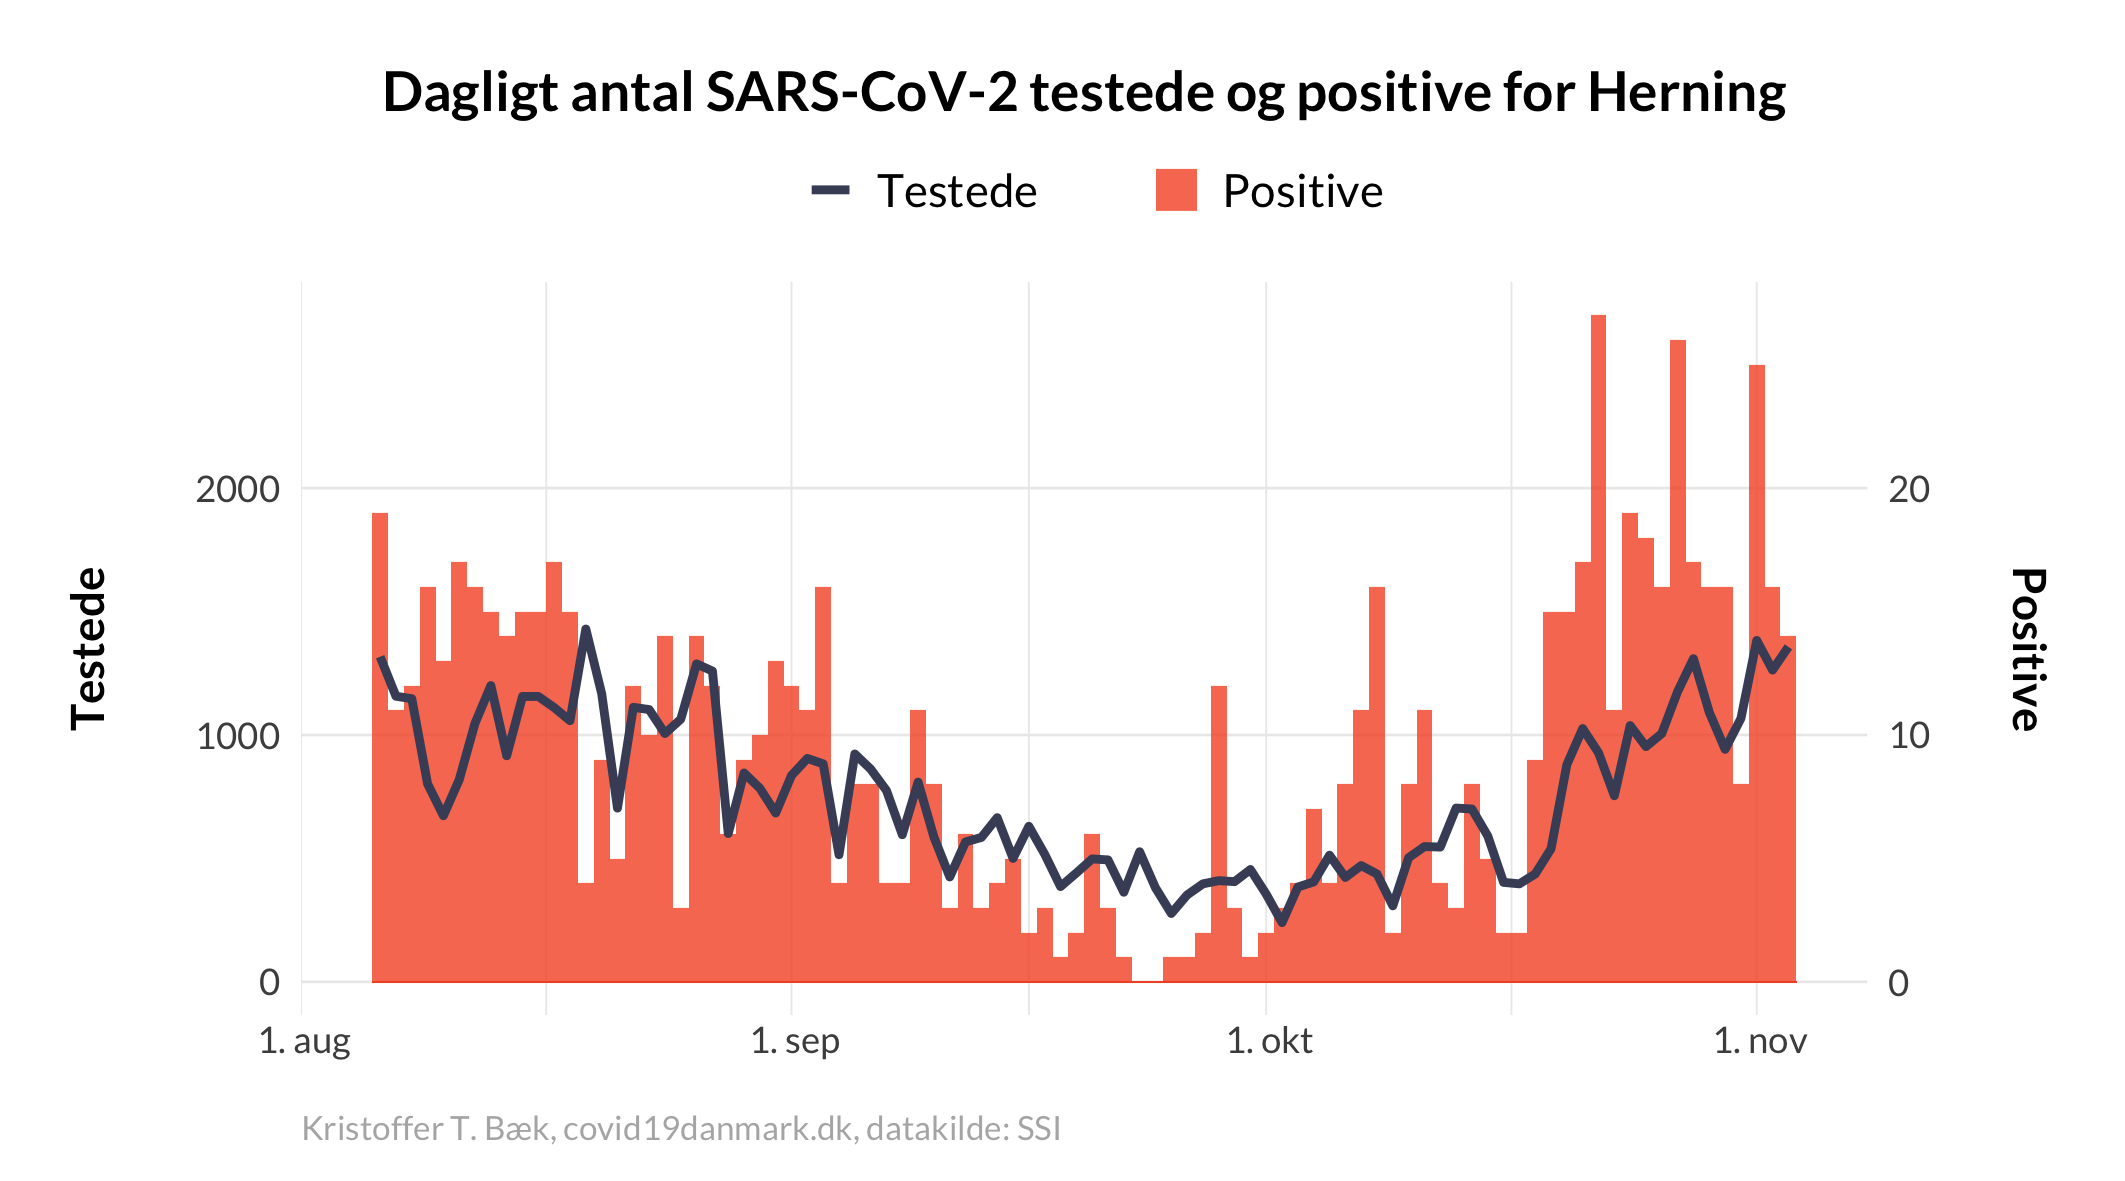 Dagligt antal SARS-CoV-2 testede og positive for Herning
Testede
Positive
2000
1000
0
Testede
20
10
0
Positive
1. aug
1. sep
1. okt
1. nov
Kristoffer T. Bæk, covid19danmark.dk, datakilde: SSI